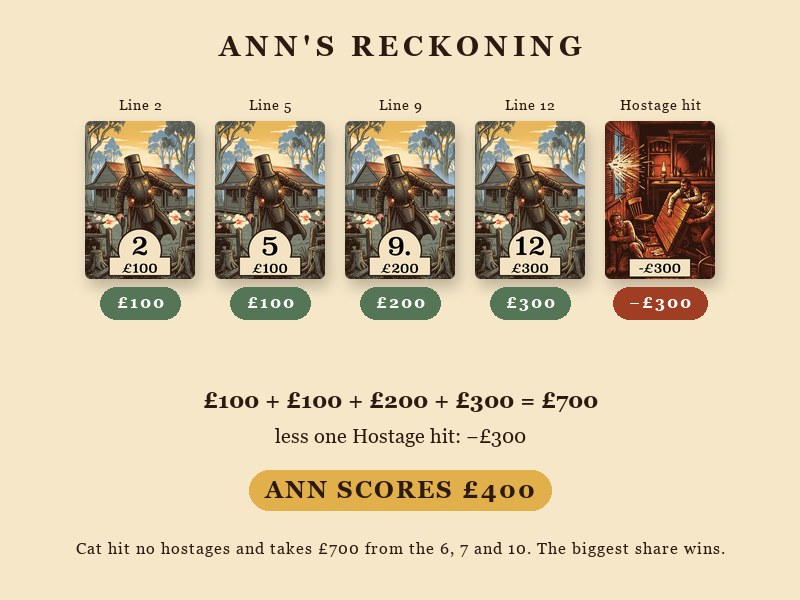 ANN'S RECKONING
Line 2 Line 5 Line 9 Line 12 Hostage hit
2 5 9. 12
£100 £100 £200 £300 -£300
£100 £100 £200 £300 −£300
£100 + £100 + £200 + £300 = £700
less one Hostage hit: −£300
ANN SCORES £400
Cat hit no hostages and takes £700 from the 6, 7 and 10. The biggest share wins.